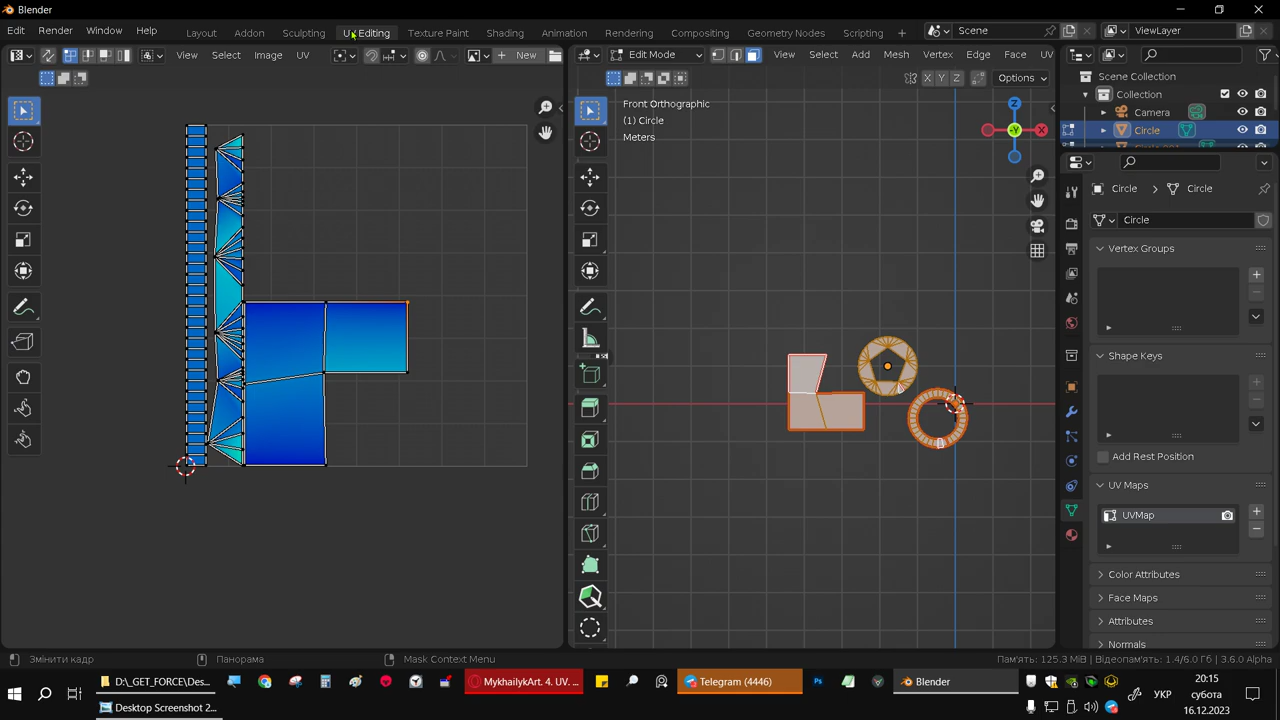 Blender
Edit Render Window Help Layout Addon Sculpting UV Editing Texture Paint Shading Animation Rendering Compositing Geometry Nodes Scripting + Scene ViewLayer
View Select Image UV New Edit Mode View Select Add Mesh Vertex Edge Face UV
X Y Z Options
Scene Collection
Collection
Camera
Circle
Front Orthographic
(1) Circle
Meters
Z
-Y
X
Circle > Circle
Circle
Vertex Groups
Shape Keys
Add Rest Position
UV Maps
UVMap
Color Attributes
Face Maps
Attributes
Normals
Змінити кадр Панорама Mask Context Menu Пам'ять: 125.3 MiB | Відеопам'ять: 1.4/6.0 Гб | 3.6.0 Alpha
D:\_GET_FORCE\Des... MykhailykArt. 4. UV. ... Telegram (4446) Blender
Desktop Screenshot 2...
УКР
20:15
субота
16.12.2023